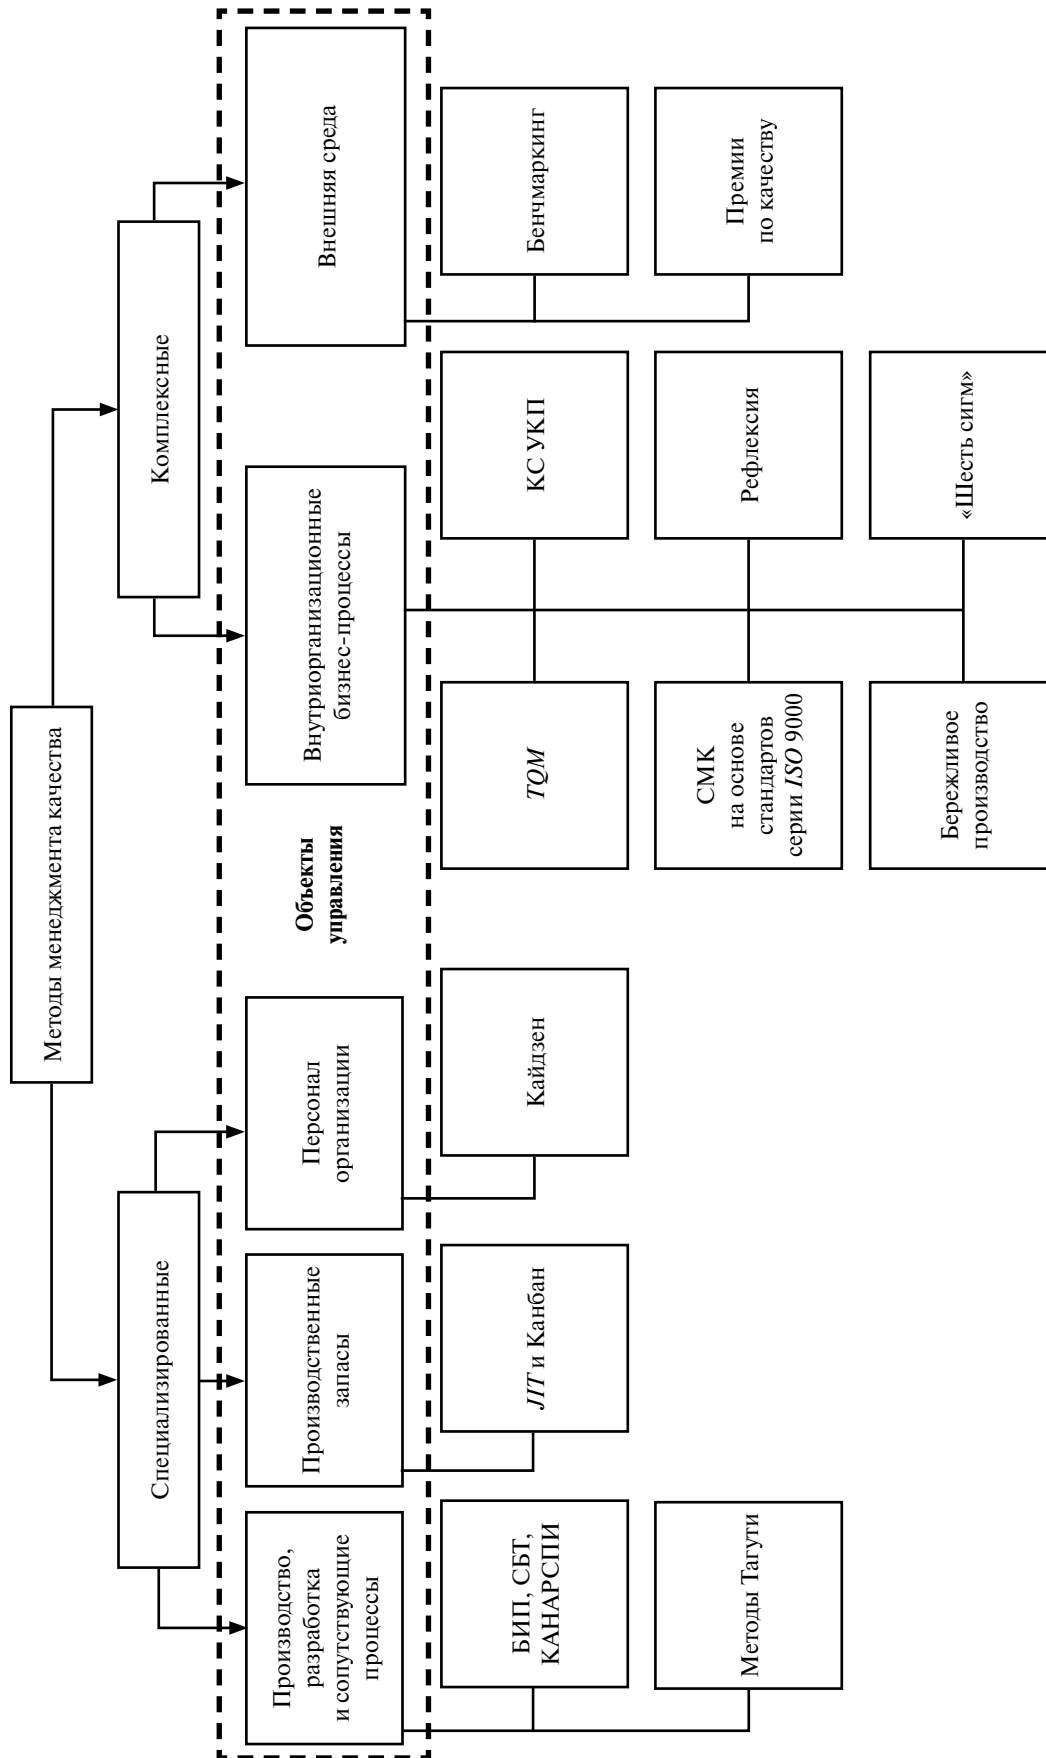 Методы менеджмента качества
Специализированные
Комплексные
Производство,
разработка
и сопутствующие
процессы
Производственные
запасы
Персонал
организации
Объекты
управления
Внутриорганизационные
бизнес-процессы
Внешняя среда
БИП, СБТ,
КАНАРСПИ
JIT и Канбан
Кайдзен
TQM
КС УКП
Бенчмаркинг
Методы Тагути
СМК
на основе
стандартов
серии ISO 9000
Рефлексия
Премии
по качеству
Бережливое
производство
«Шесть сигм»